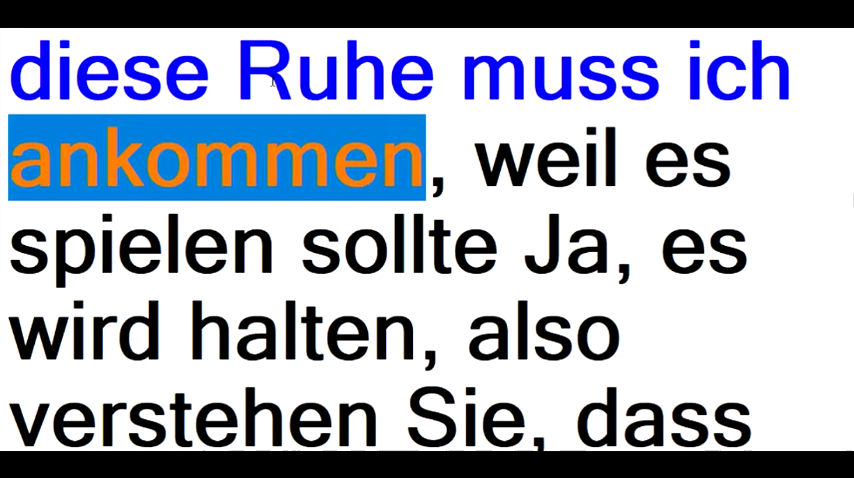 diese Ruhe muss ich
ankommen, weil es
spielen sollte Ja, es
wird halten, also
verstehen Sie, dass